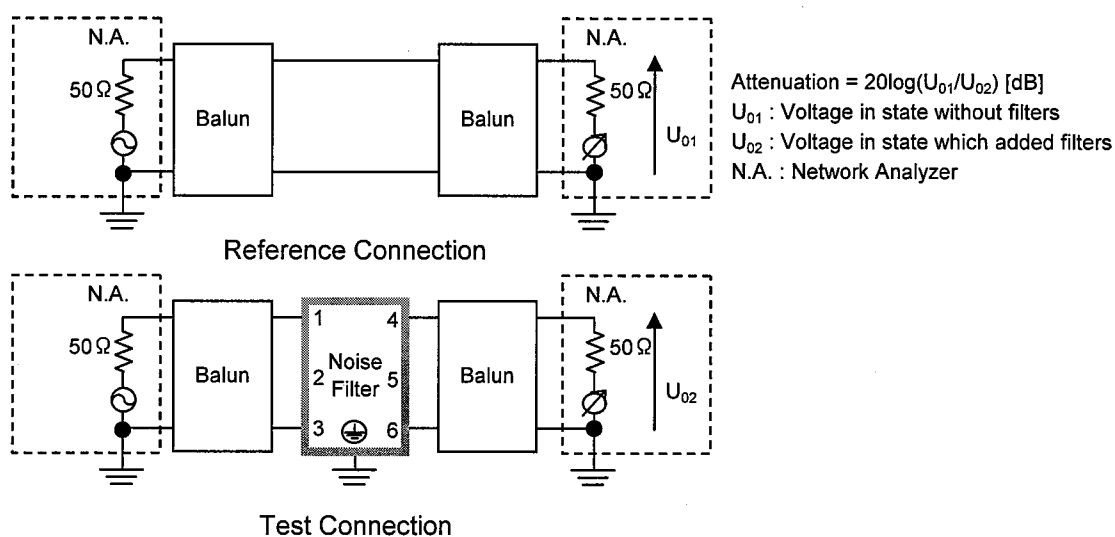 N.A.
50Ω
Balun
Balun
N.A.
50Ω
U01
Attenuation = 20log(U01/U02) [dB]
U01 : Voltage in state without filters
U02 : Voltage in state which added filters
N.A. : Network Analyzer
Reference Connection
N.A.
50Ω
Balun
1 4
Noise
2 5
Filter
3 6
Balun
N.A.
50Ω
U02
Test Connection